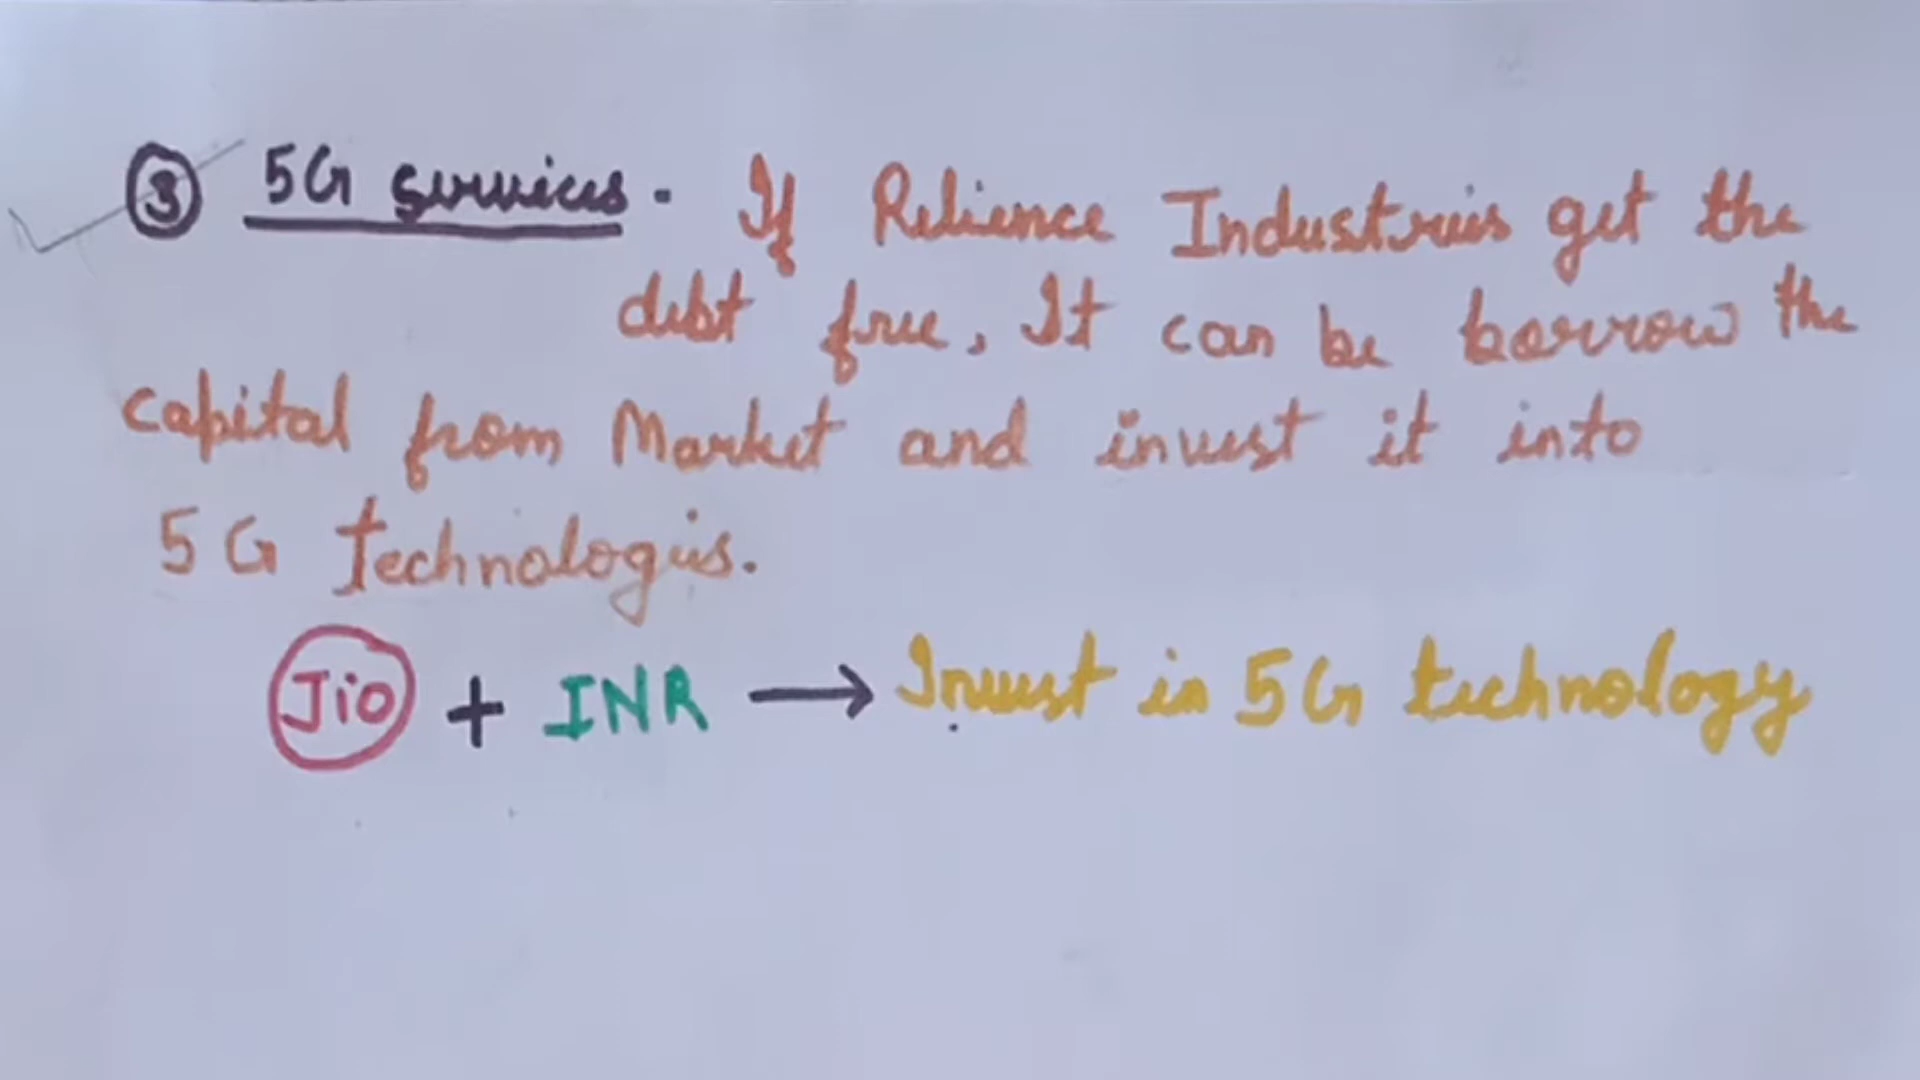 ③ 5G services. If Relience Industries get the
debt free, It can be borrow the
capital from Market and invest it into
5G Technologies.
Jio + INR → Invest in 5G technology